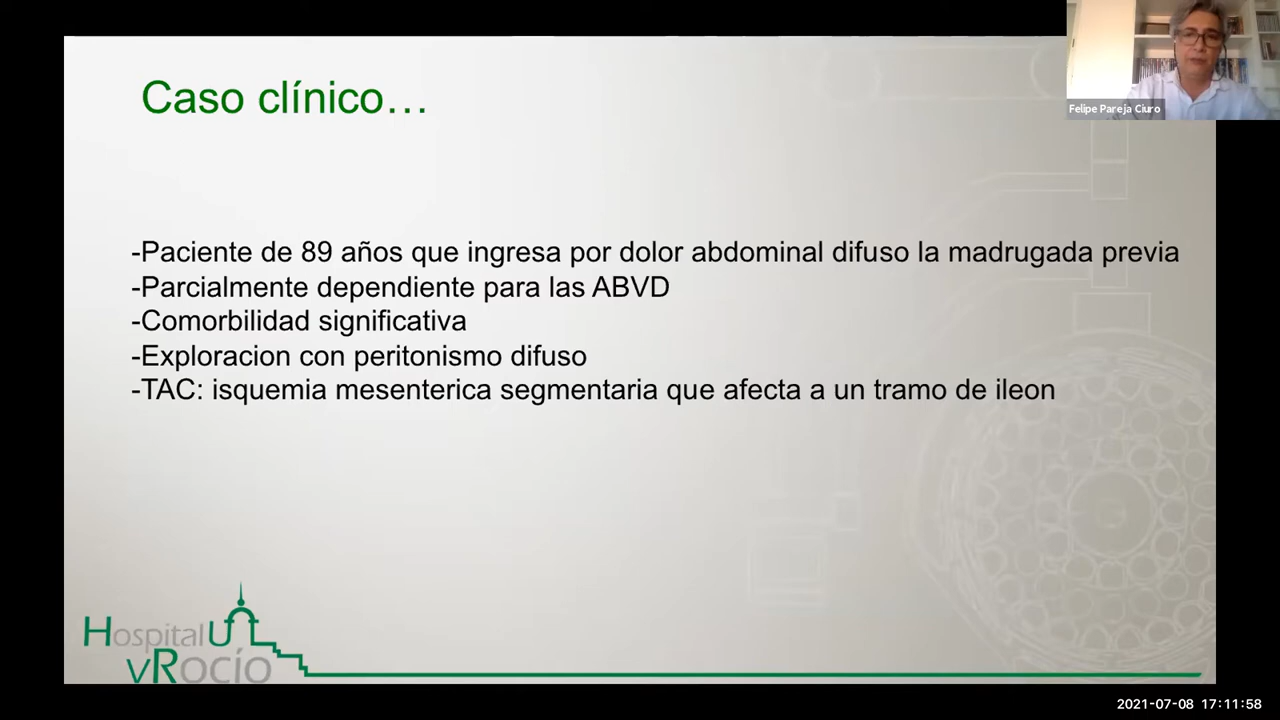 Caso clínico…
Felipe Pareja Ciuro
-Paciente de 89 años que ingresa por dolor abdominal difuso la madrugada previa
-Parcialmente dependiente para las ABVD
-Comorbilidad significativa
-Exploracion con peritonismo difuso
-TAC: isquemia mesenterica segmentaria que afecta a un tramo de ileon
Hospital U
vRocío
2021-07-08 17:11:58